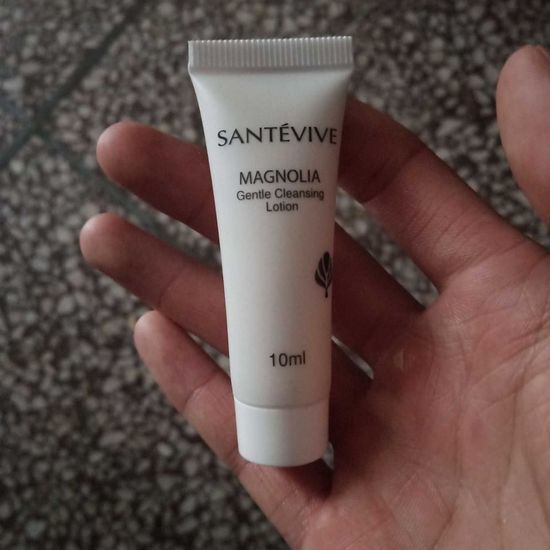 SANTÉVIVE
MAGNOLIA
Gentle Cleansing
Lotion
10ml